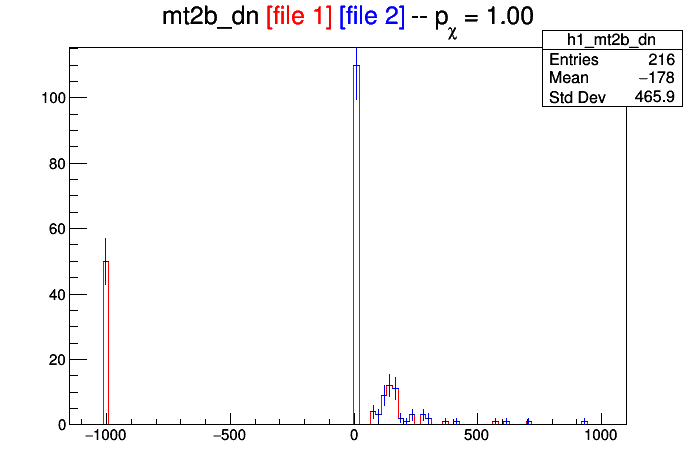 mt2b_dn [file 1] [file 2] -- pχ = 1.00
h1_mt2b_dn
Entries 216
Mean −178
Std Dev 465.9
100
80
60
40
20
0
−1000 −500 0 500 1000